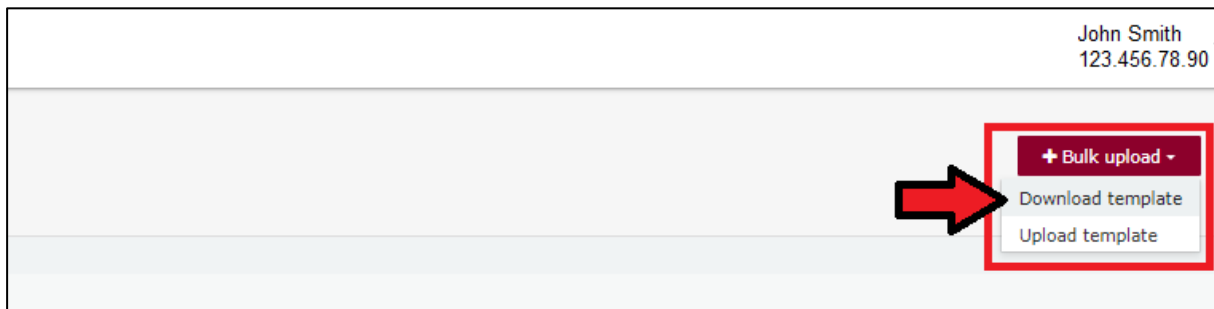 John Smith
123.456.78.90
+ Bulk upload
Download template
Upload template